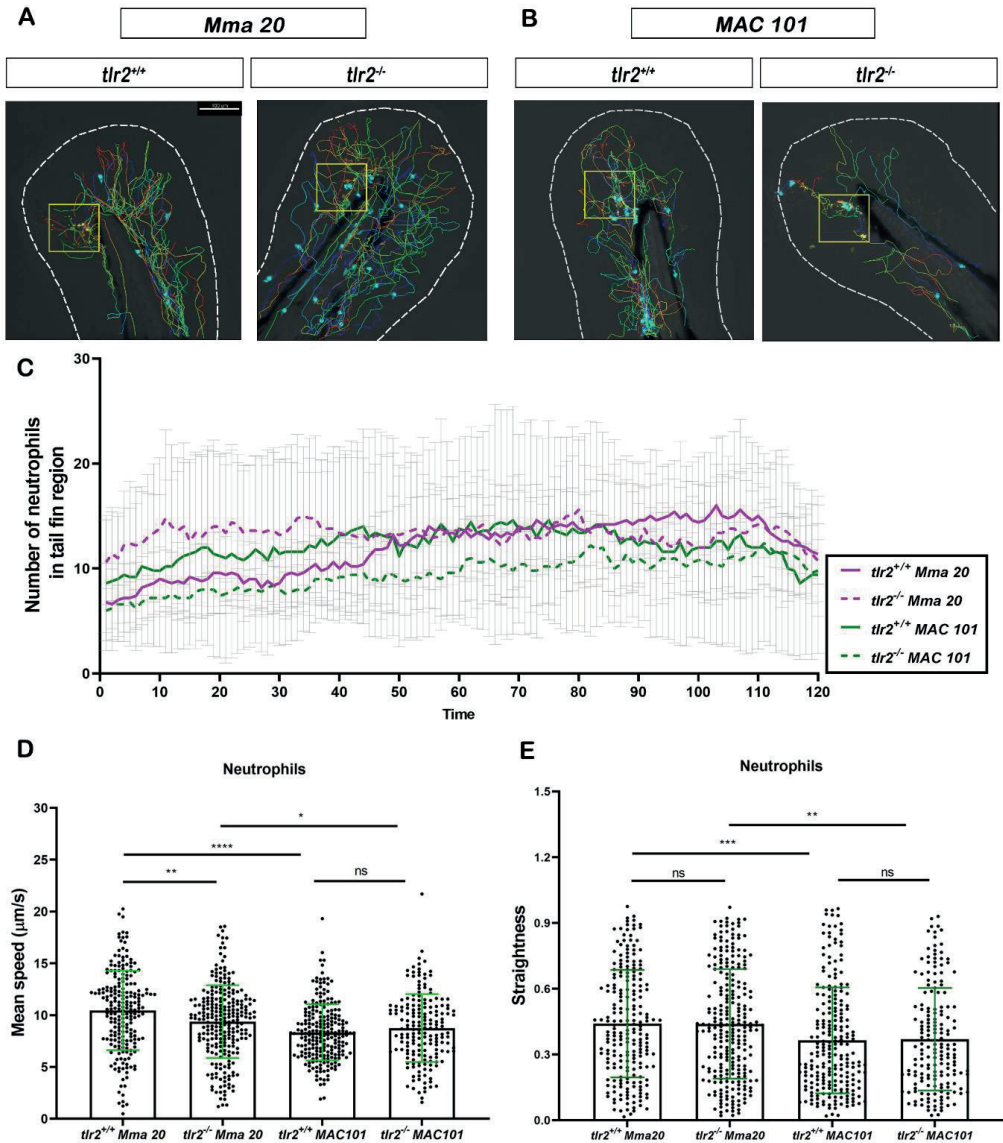 A
Mma 20
tlr2+/+
tlr2-/-
100 µm
B
MAC 101
tlr2+/+
tlr2-/-
C
Number of neutrophils
in tail fin region
30
20
10
0
0 10 20 30 40 50 60 70 80 90 100 110 120
Time
tlr2+/+ Mma 20
tlr2-/- Mma 20
tlr2+/+ MAC 101
tlr2-/- MAC 101
D
Neutrophils
Mean speed (µm/s)
30
25
20
15
10
5
0
*
****
**
ns
tlr2+/+ Mma 20 tlr2-/- Mma 20 tlr2+/+ MAC101 tlr2-/- MAC101
E
Neutrophils
Straightness
1.5
1.2
0.9
0.6
0.3
0.0
**
***
ns
ns
tlr2+/+ Mma20 tlr2-/- Mma20 tlr2+/+ MAC101 tlr2-/- MAC101